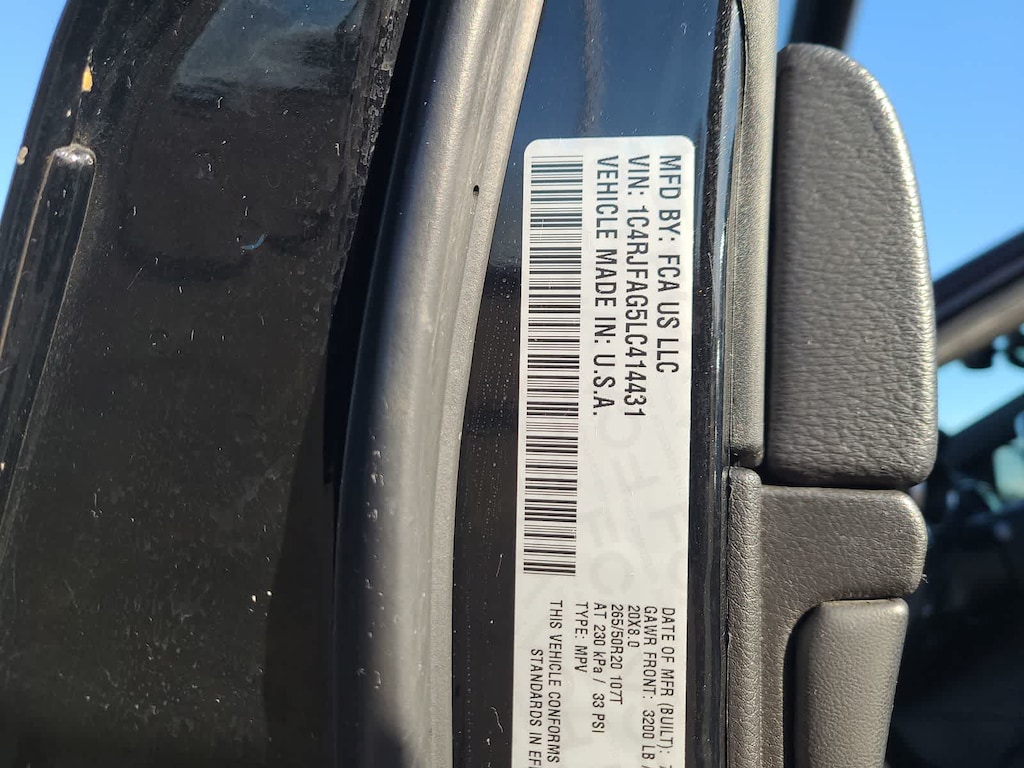 MFD BY: FCA US LLC
VIN: 1C4RJFAG5LC414431
VEHICLE MADE IN: U.S.A.
DATE OF MFR (BUILT): 7
GAWR FRONT: 3200 LB
20X8.0
265/50R20 107T
AT 230 kPa / 33 PSI
TYPE: MPV
THIS VEHICLE CONFORMS
STANDARDS IN